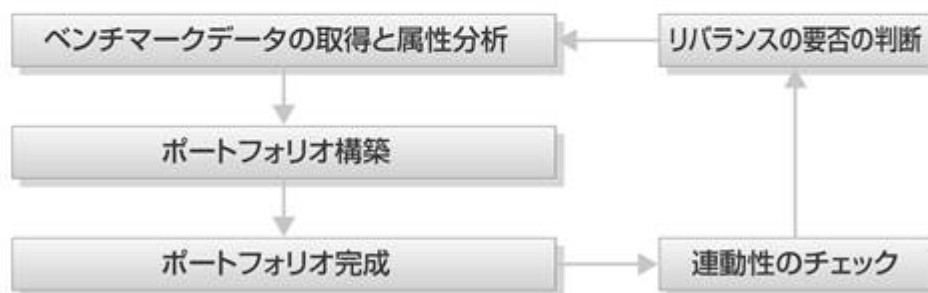 ベンチマークデータの取得と属性分析
リバランスの要否の判断
ポートフォリオ構築
ポートフォリオ完成
連動性のチェック